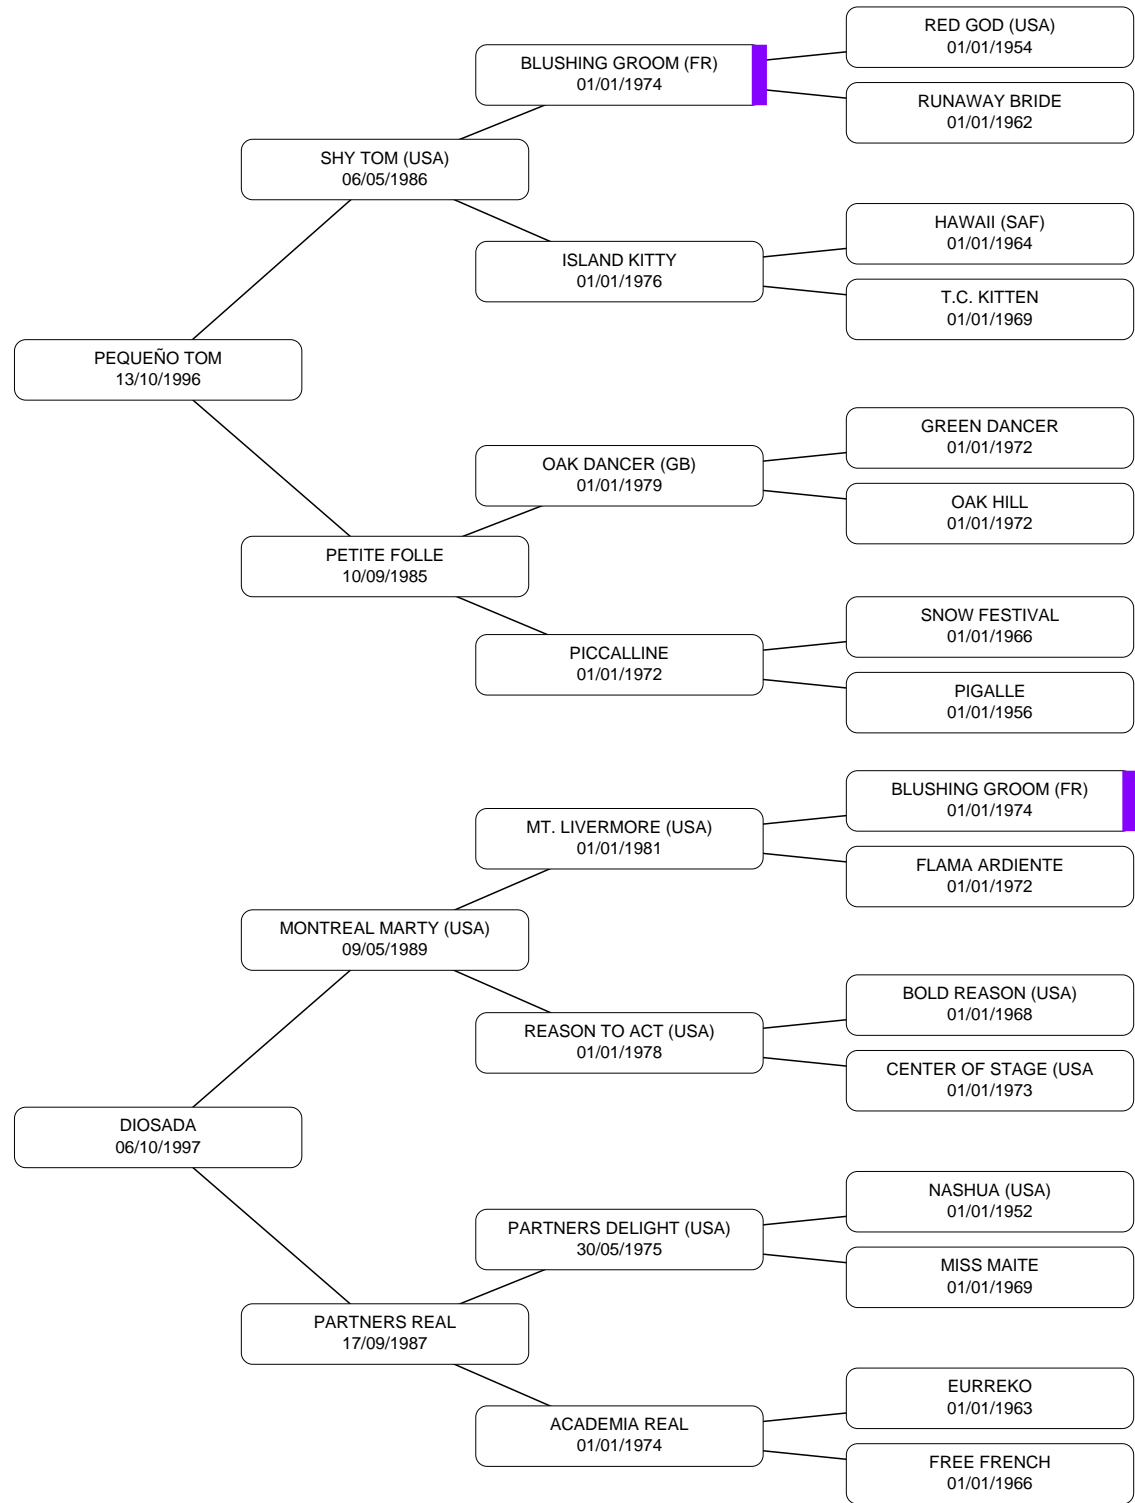 RED GOD (USA)
01/01/1954
BLUSHING GROOM (FR)
01/01/1974
RUNAWAY BRIDE
01/01/1962
SHY TOM (USA)
06/05/1986
HAWAII (SAF)
01/01/1964
ISLAND KITTY
01/01/1976
T.C. KITTEN
01/01/1969
PEQUEÑO TOM
13/10/1996
GREEN DANCER
01/01/1972
OAK DANCER (GB)
01/01/1979
OAK HILL
01/01/1972
PETITE FOLLE
10/09/1985
SNOW FESTIVAL
01/01/1966
PICCALLINE
01/01/1972
PIGALLE
01/01/1956
BLUSHING GROOM (FR)
01/01/1974
MT. LIVERMORE (USA)
01/01/1981
FLAMA ARDIENTE
01/01/1972
MONTREAL MARTY (USA)
09/05/1989
BOLD REASON (USA)
01/01/1968
REASON TO ACT (USA)
01/01/1978
CENTER OF STAGE (USA
01/01/1973
DIOSADA
06/10/1997
NASHUA (USA)
01/01/1952
PARTNERS DELIGHT (USA)
30/05/1975
MISS MAITE
01/01/1969
PARTNERS REAL
17/09/1987
EURREKO
01/01/1963
ACADEMIA REAL
01/01/1974
FREE FRENCH
01/01/1966